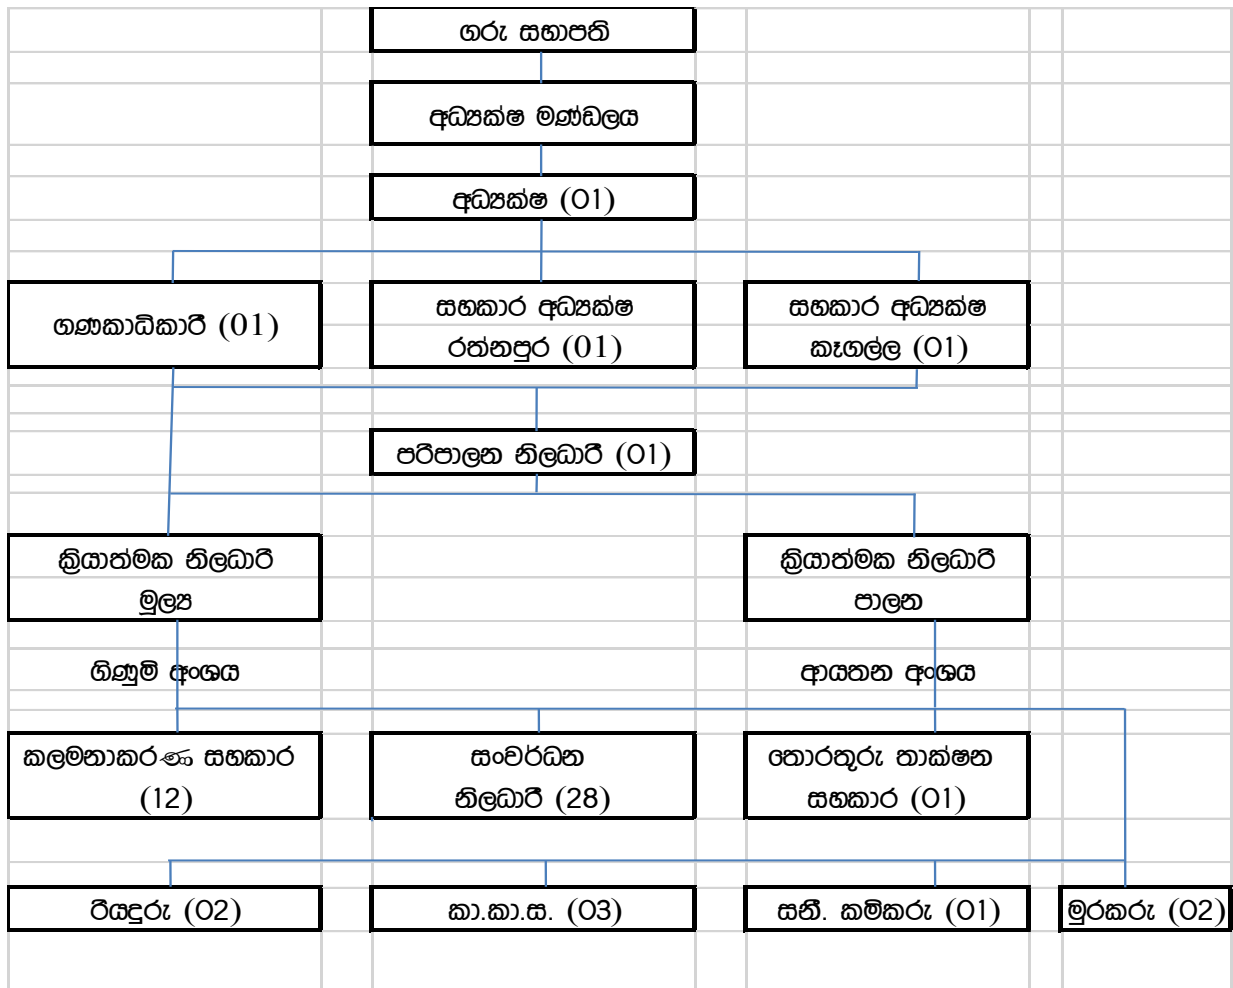 ගරු සභාපති
අධ්‍යක්ෂ මණ්ඩලය
අධ්‍යක්ෂ (01)
ගණකාධිකාරී (01)
සහකාර අධ්‍යක්ෂ
රත්නපුර (01)
සහකාර අධ්‍යක්ෂ
කෑගල්ල (01)
පරිපාලන නිලධාරී (01)
ක්‍රියාත්මක නිලධාරී
මූල්‍ය
ක්‍රියාත්මක නිලධාරී
පාලන
ගිණුම් අංශය
ආයතන අංශය
කලමනාකරණ සහකාර
(12)
සංවර්ධන
නිලධාරී (28)
තොරතුරු තාක්ෂන
සහකාර (01)
රියදුරු (02)
කා.කා.ස. (03)
සනී. කම්කරු (01)
මුරකරු (02)